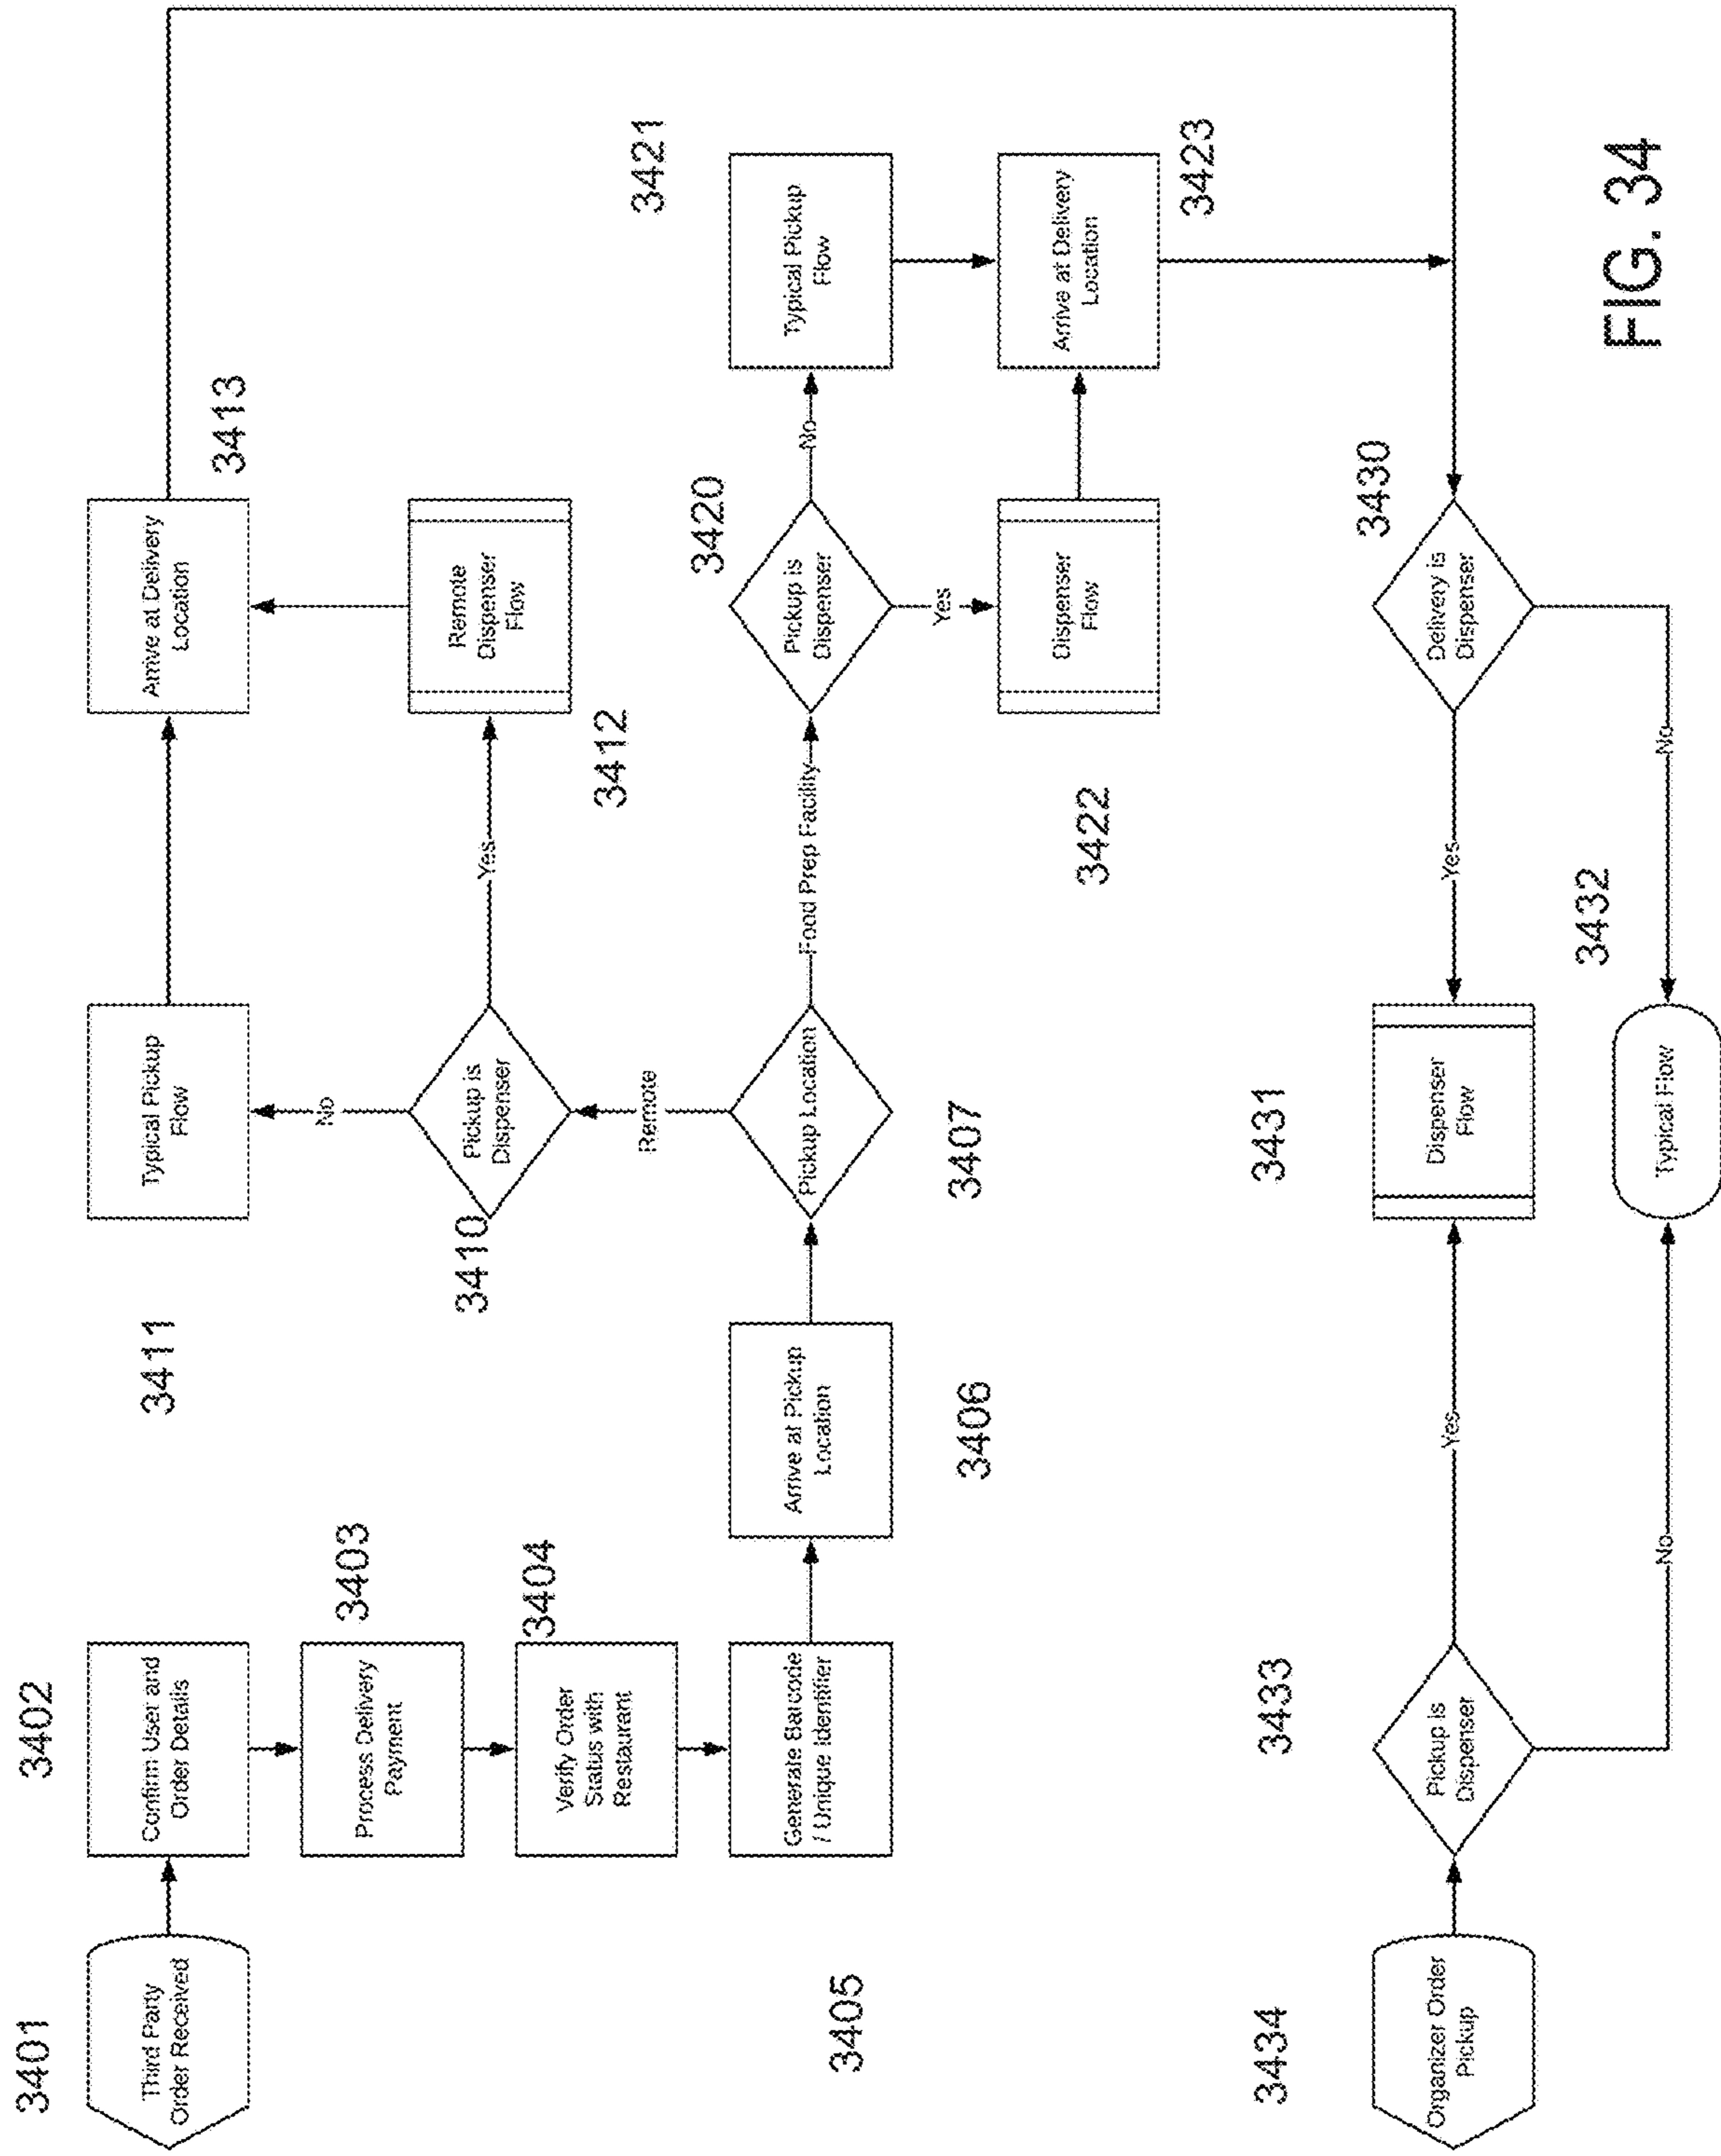 3401
Third Party
Order Received
3402
Confirm User and
Order Details
3403
Process Delivery
Payment
3404
Verify Order
Status with
Restaurant
3405
Generate Barcode
/ Unique Identifier
3406
Arrive at Pickup
Location
3407
Pickup Location
Remote
Food Prep Facility
3410
Pickup is
Dispenser
No
Yes
3411
Typical Pickup
Flow
3412
Remote
Dispenser
Flow
3413
Arrive at Delivery
Location
3420
Pickup is
Dispenser
No
Yes
3421
Typical Pickup
Flow
3422
Dispenser
Flow
3423
Arrive at Delivery
Location
3434
Organizer Order
Pickup
3433
Pickup is
Dispenser
Yes
No
3431
Dispenser
Flow
3432
Typical Flow
Yes
No
3430
Delivery is
Dispenser
FIG. 34